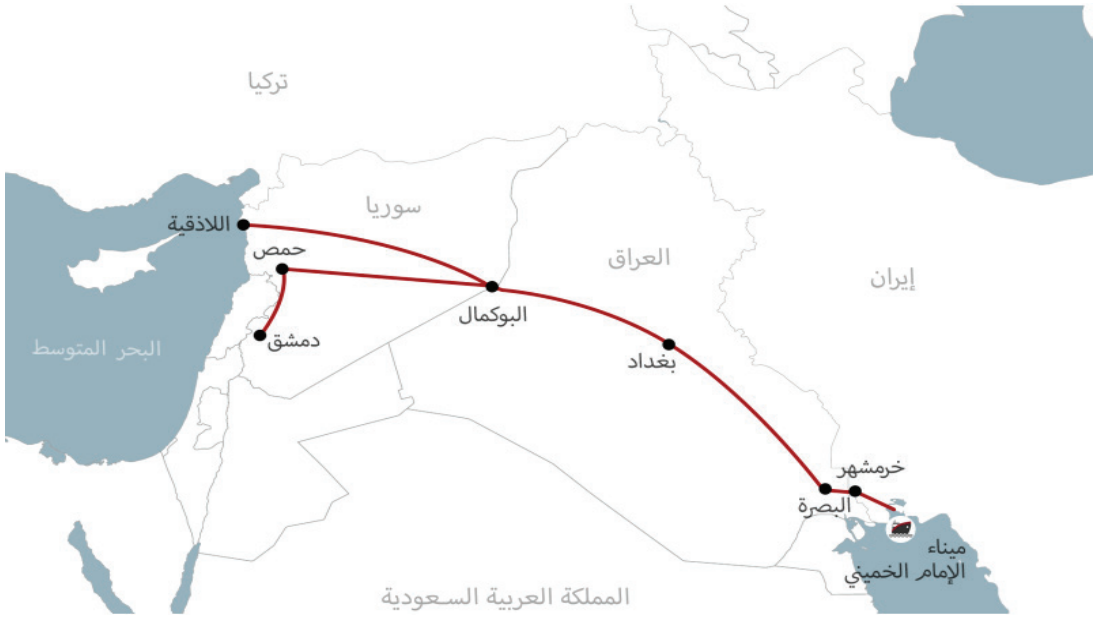 تركيا
سوريا
اللاذقية
حمص
العراق
إيران
البوكمال
دمشق
البحر المتوسط
بغداد
خرمشهر
البصرة
ميناء
الإمام الخميني
المملكة العربية السعودية